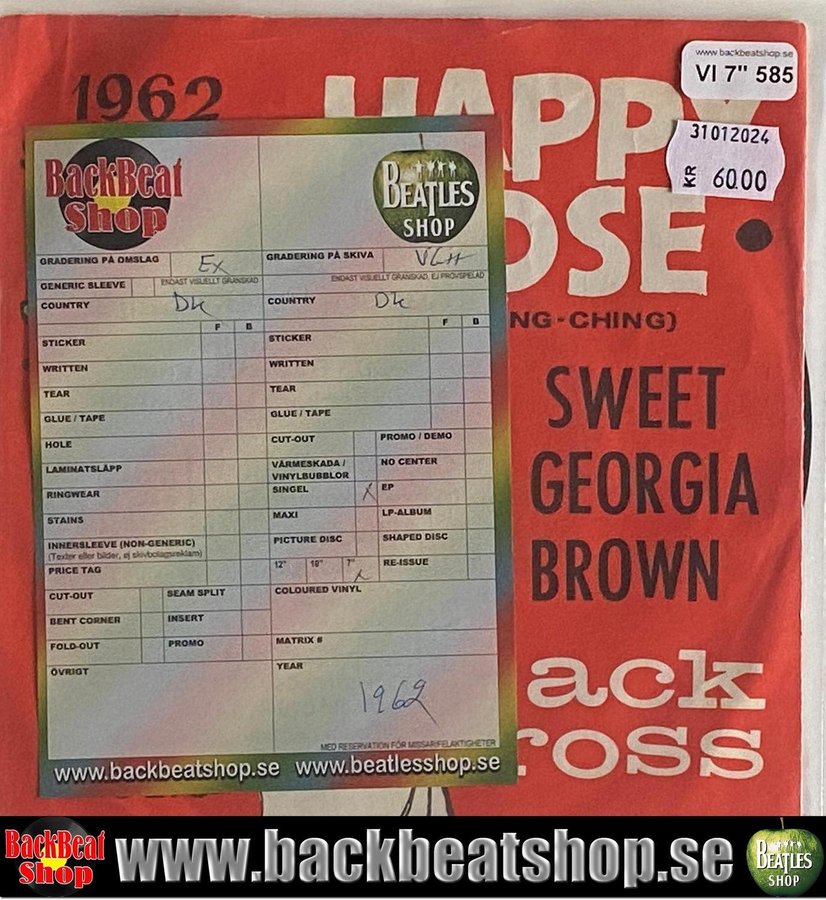 1962
HAPPY
www.backbeatshop.se
VI 7" 585
31012024
KR 60.00
OSE
NG-CHING)
SWEET
GEORGIA
BROWN
ack
ross
BackBeat
Shop
BEATLES
SHOP
GRADERING PÅ OMSLAG Ex
ENDAST VISUELLT GRANSKAD
GENERIC SLEEVE
COUNTRY Dk
F B
STICKER
WRITTEN
TEAR
GLUE / TAPE
HOLE
LAMINATSLÄPP
RINGWEAR
STAINS
INNERSLEEVE (NON-GENERIC)
(Texter eller bilder, ej skivbolagsreklam)
PRICE TAG
CUT-OUT SEAM SPLIT
BENT CORNER INSERT
FOLD-OUT PROMO
ÖVRIGT
GRADERING PÅ SKIVA
ENDAST VISUELLT GRANSKAD, EJ PROVSPELAD
COUNTRY Dk
F B
STICKER
WRITTEN
TEAR
GLUE / TAPE
CUT-OUT PROMO / DEMO
VÄRMESKADA / NO CENTER
VINYLBUBBLOR
SINGEL X EP
MAXI LP-ALBUM
PICTURE DISC SHAPED DISC
12" 10" 7" X RE-ISSUE
COLOURED VINYL
MATRIX #
YEAR
1962
MED RESERVATION FÖR MISSAR/FELAKTIGHETER
www.backbeatshop.se www.beatlesshop.se
BackBeat
Shop
www.backbeatshop.se
BEATLES
SHOP